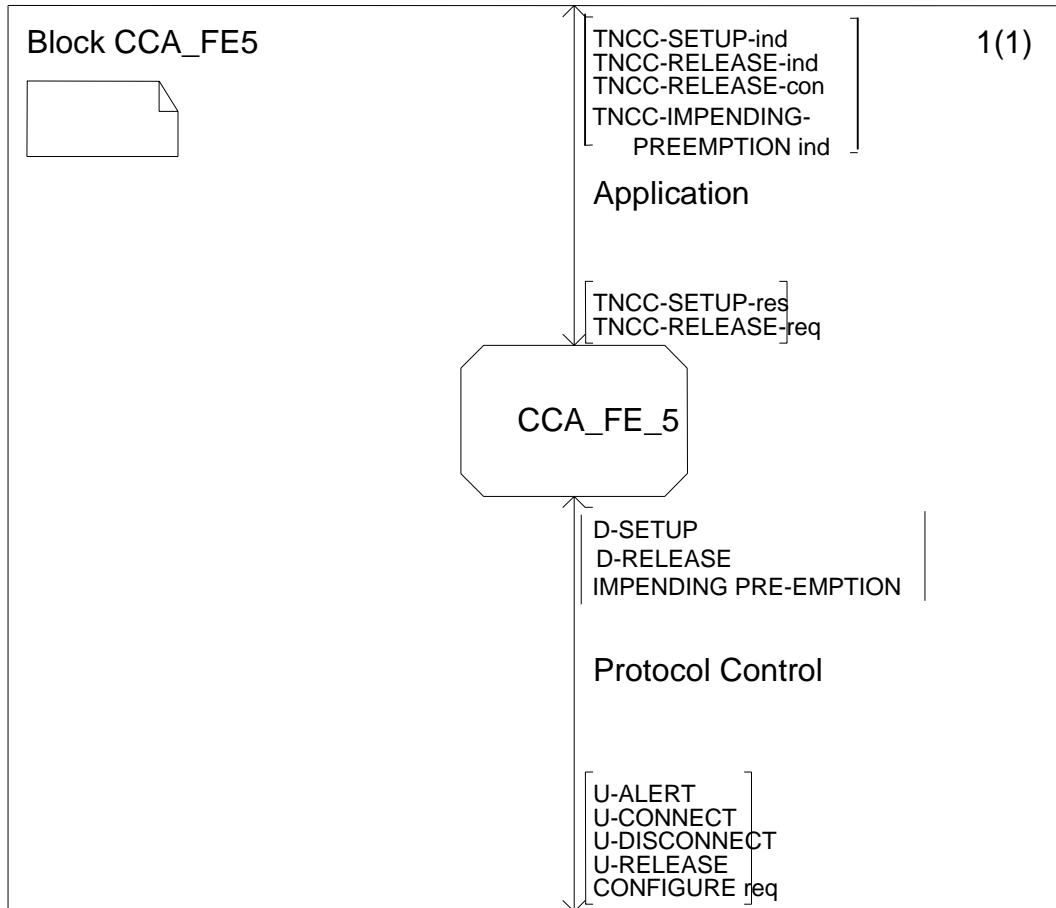 Block CCA_FE5
1(1)
TNCC-SETUP-ind
TNCC-RELEASE-ind
TNCC-RELEASE-con
TNCC-IMPENDING-
PREEMPTION ind
Application
TNCC-SETUP-res
TNCC-RELEASE-req
CCA_FE_5
D-SETUP
D-RELEASE
IMPENDING PRE-EMPTION
Protocol Control
U-ALERT
U-CONNECT
U-DISCONNECT
U-RELEASE
CONFIGURE req